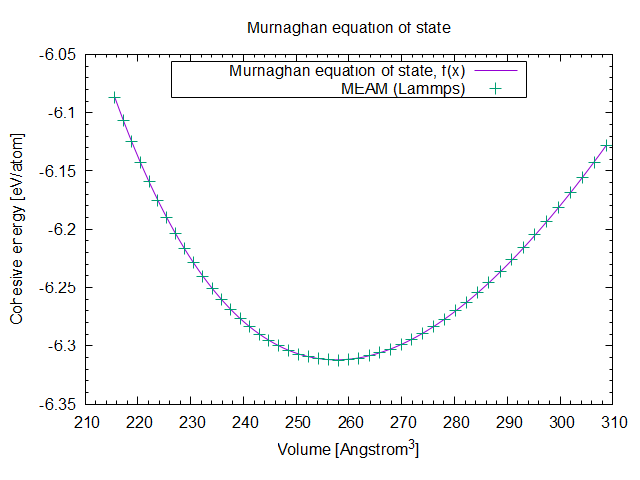 Murnaghan equation of state
-6.05
Murnaghan equation of state, f(x)
MEAM (Lammps)
-6.1
-6.15
-6.2
-6.25
-6.3
-6.35
Cohesive energy [eV/atom]
210 220 230 240 250 260 270 280 290 300 310
Volume [Angstrom³]